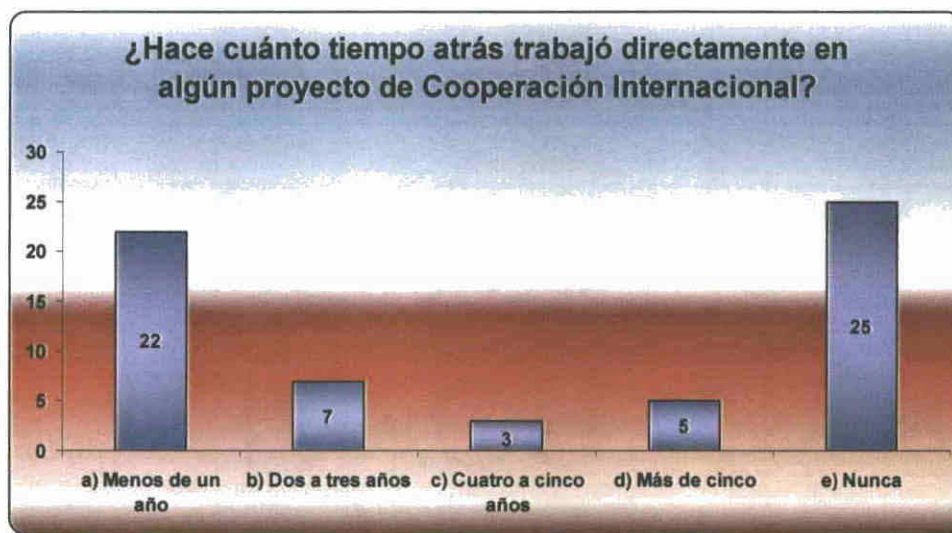 ¿Hace cuánto tiempo atrás trabajó directamente en
algún proyecto de Cooperación Internacional?
30
25
20
15
10
5
0
22
7
3
5
25
a) Menos de un
año
b) Dos a tres años
c) Cuatro a cinco
años
d) Más de cinco
e) Nunca